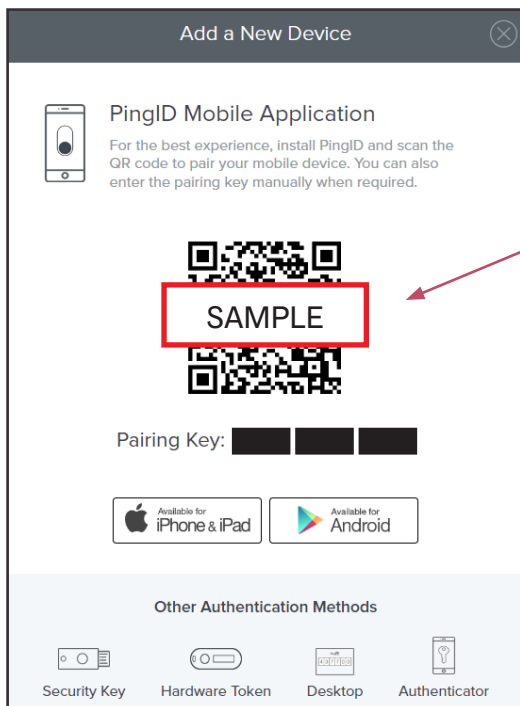 Add a New Device
PingID Mobile Application
For the best experience, install PingID and scan the
QR code to pair your mobile device. You can also
enter the pairing key manually when required.
SAMPLE
Pairing Key:
Available for
iPhone & iPad
Available for
Android
Other Authentication Methods
Security Key
Hardware Token
Desktop
Authenticator